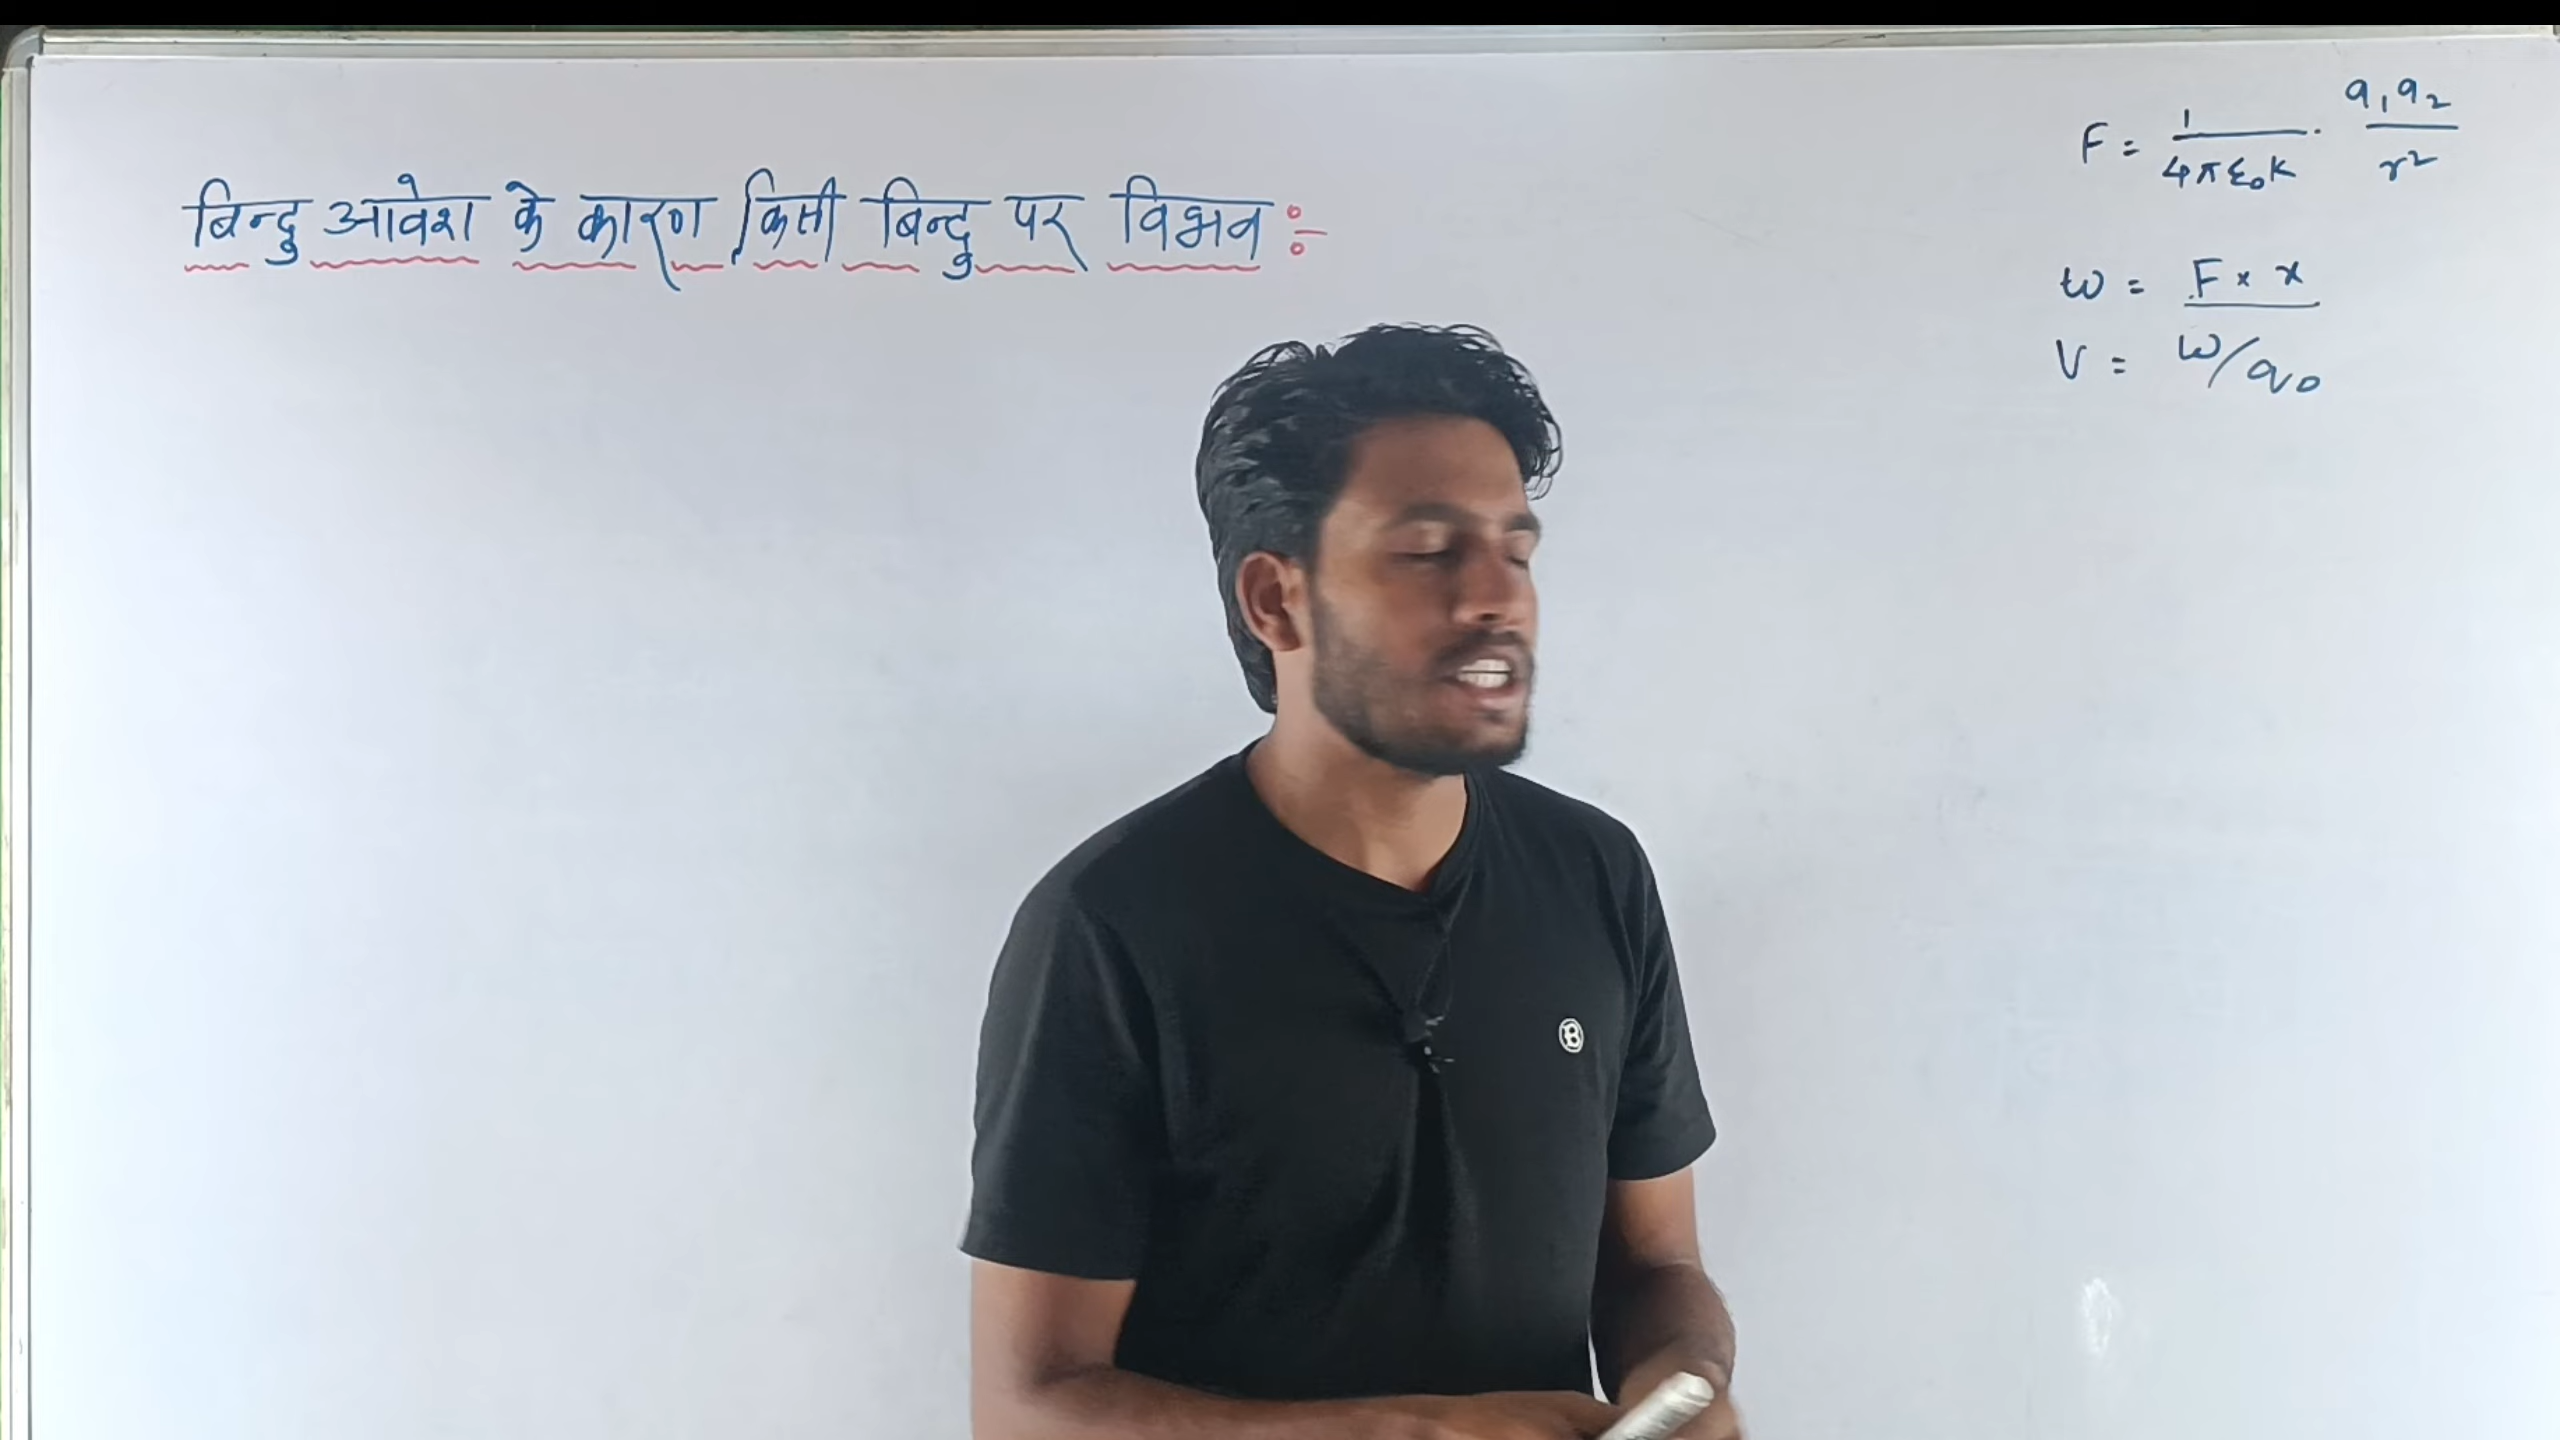 बिन्दु आवेश के कारण किसी बिन्दु पर विभव :-
F = 1/4πε₀k · q₁q₂/r²
W = F × x
V = W/q₀
B